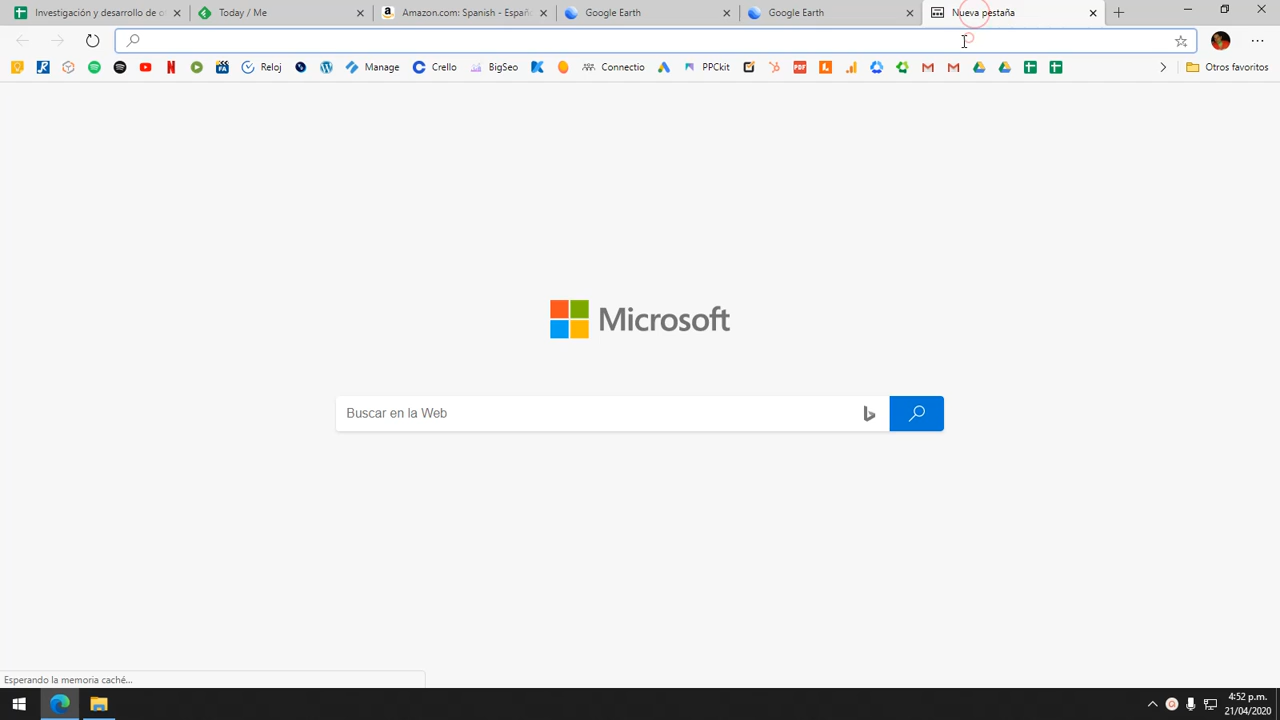 Investigación y desarrollo de o
Today / Me
Amazon.com: Spanish - Españ
Google Earth
Google Earth
Nueva pestaña
Reloj
Manage
Crello
BigSeo
Connectio
PPCkit
Otros favoritos
Microsoft
Buscar en la Web
Esperando la memoria caché...
4:52 p.m.
21/04/2020